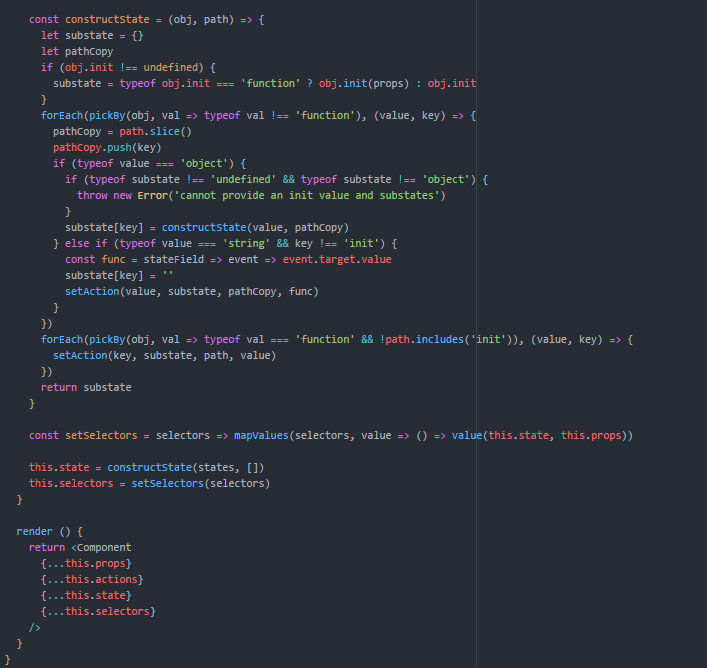 const constructState = (obj, path) => {
let substate = {}
let pathCopy
if (obj.init !== undefined) {
substate = typeof obj.init === 'function' ? obj.init(props) : obj.init
}
forEach(pickBy(obj, val => typeof val !== 'function'), (value, key) => {
pathCopy = path.slice()
pathCopy.push(key)
if (typeof value === 'object') {
if (typeof substate !== 'undefined' && typeof substate !== 'object') {
throw new Error('cannot provide an init value and substates')
}
substate[key] = constructState(value, pathCopy)
} else if (typeof value === 'string' && key !== 'init') {
const func = stateField => event => event.target.value
substate[key] = ''
setAction(value, substate, pathCopy, func)
}
})
forEach(pickBy(obj, val => typeof val === 'function' && !path.includes('init')), (value, key) => {
setAction(key, substate, path, value)
})
return substate
}
const setSelectors = selectors => mapValues(selectors, value => () => value(this.state, this.props))
this.state = constructState(states, [])
this.selectors = setSelectors(selectors)
}
render () {
return <Component
{...this.props}
{...this.actions}
{...this.state}
{...this.selectors}
/>
}
}